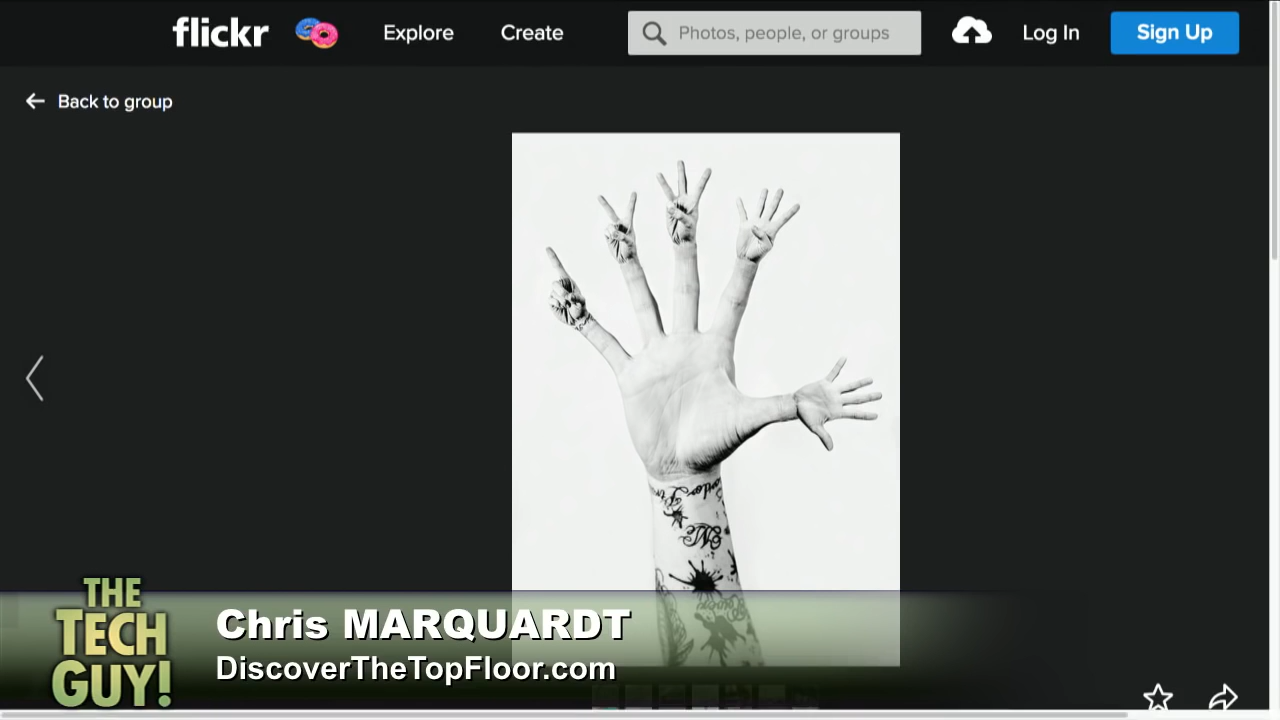 flickr
Explore
Create
Photos, people, or groups
Log In
Sign Up
Back to group
THE
TECH
GUY!
Chris MARQUARDT
DiscoverTheTopFloor.com